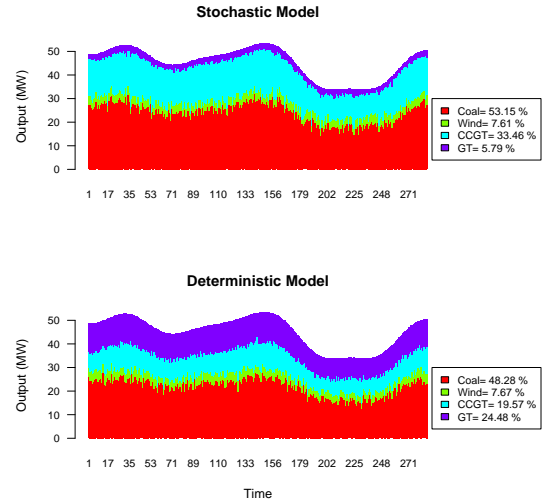 Stochastic Model
Output (MW)
50
40
30
20
10
0
1 17 35 53 71 89 110 133 156 179 202 225 248 271
Coal= 53.15 %
Wind= 7.61 %
CCGT= 33.46 %
GT= 5.79 %
Deterministic Model
Output (MW)
50
40
30
20
10
0
1 17 35 53 71 89 110 133 156 179 202 225 248 271
Time
Coal= 48.28 %
Wind= 7.67 %
CCGT= 19.57 %
GT= 24.48 %